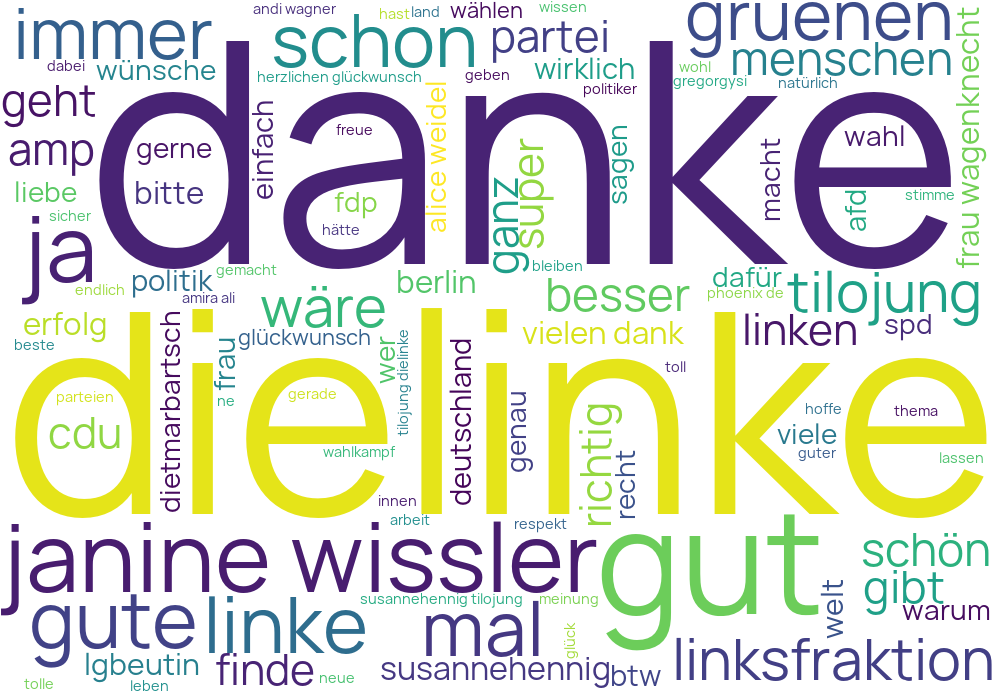 andi wagner
hast
land
wählen
wissen
immer
schon
partei
gruenen
menschen
dabei
wünsche
herzlichen glückwunsch
geben
wirklich
wohl
gregorgysi
natürlich
politiker
geht
danke
amp
gerne
einfach
freue
alice weidel
super
ganz
sagen
macht
wahl
frau wagenknecht
liebe
bitte
fdp
afd
stimme
sicher
hätte
ja
bleiben
politik
gemacht
berlin
dafür
phoenix de
tilojung
endlich
amira ali
wäre
besser
erfolg
glückwunsch
vielen dank
linken
spd
beste
dietmarbartsch
frau
wer
tilojung dielinke
deutschland
toll
dielinke
parteien
ne
gerade
genau
richtig
recht
hoffe
thema
cdu
viele
guter
wahlkampf
lassen
innen
arbeit
respekt
janine wissler
gut
schön
gibt
gute
linke
susannehennig tilojung
meinung
welt
warum
mal
glück
lgbeutin
finde
susannehennig
btw
linksfraktion
tolle
leben
neue